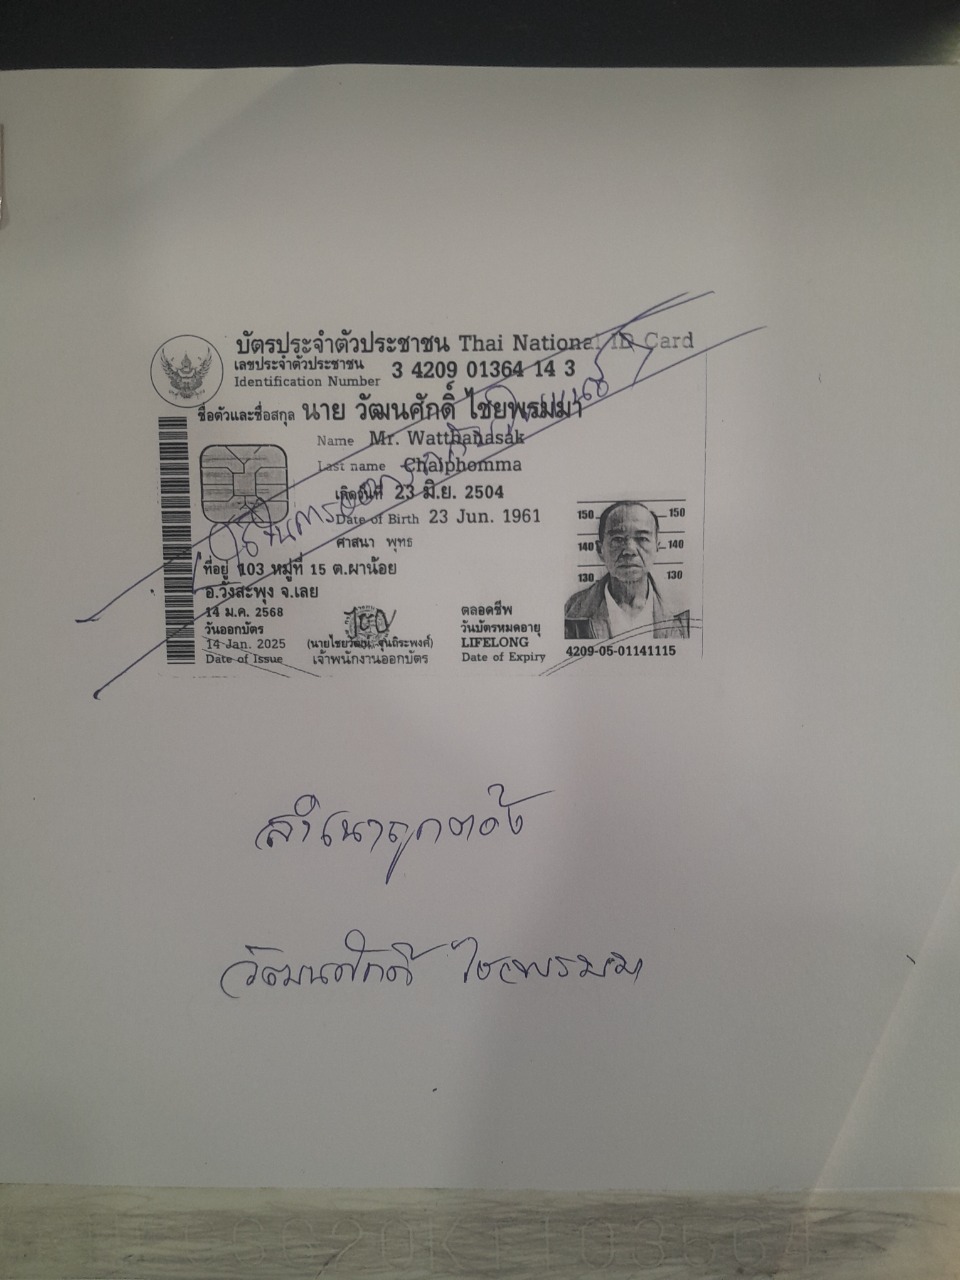 บัตรประจำตัวประชาชน Thai National ID Card
เลขประจำตัวประชาชน
Identification Number 3 4209 01364 14 3
ชื่อตัวและชื่อสกุล นาย วัฒนศักดิ์ ไชยพรมมา
Name Mr. Watthanasak
Last name Chaiphomma
เกิดวันที่ 23 มิ.ย. 2504
Date of Birth 23 Jun. 1961
ศาสนา พุทธ
ที่อยู่ 103 หมู่ที่ 15 ต.ผาน้อย
อ.วังสะพุง จ.เลย
14 ม.ค. 2568
วันออกบัตร
14 Jan. 2025
Date of Issue
เจ้าพนักงานออกบัตร
ตลอดชีพ
วันบัตรหมดอายุ
LIFELONG
Date of Expiry
150 150
140 140
130 130
4209-05-01141115
สำเนาถูกต้อง
วัฒนศักดิ์ ไชยพรมมา